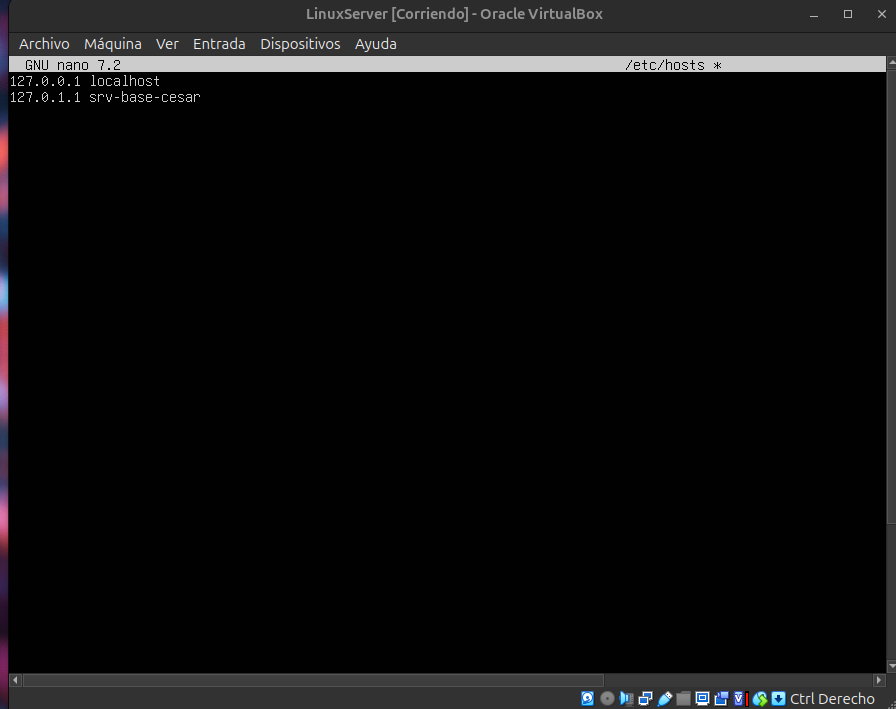 LinuxServer [Corriendo] - Oracle VirtualBox
Archivo Máquina Ver Entrada Dispositivos Ayuda
GNU nano 7.2 /etc/hosts *
127.0.0.1 localhost
127.0.1.1 srv-base-cesar
Ctrl Derecho